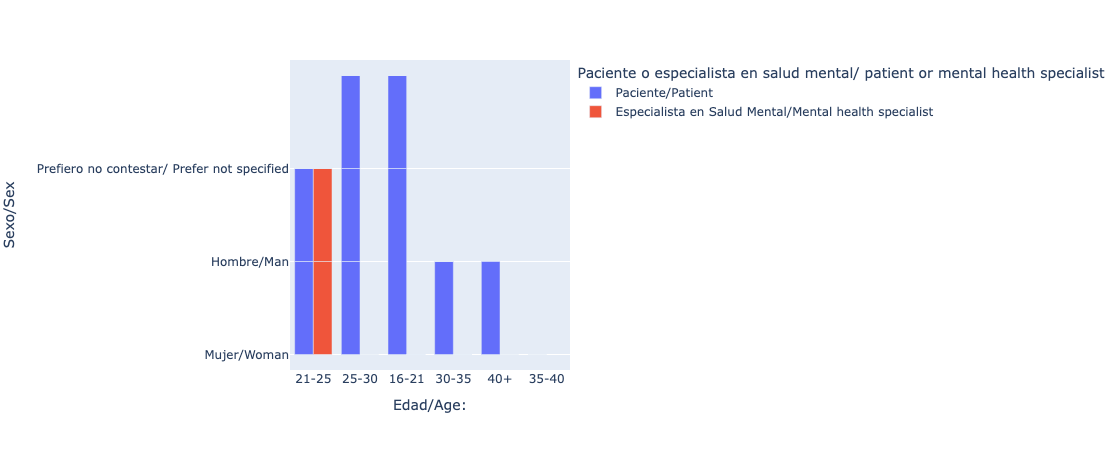 Paciente o especialista en salud mental/ patient or mental health specialist
Paciente/Patient
Especialista en Salud Mental/Mental health specialist
Sexo/Sex
Prefiero no contestar/ Prefer not specified
Hombre/Man
Mujer/Woman
21-25 25-30 16-21 30-35 40+ 35-40
Edad/Age: